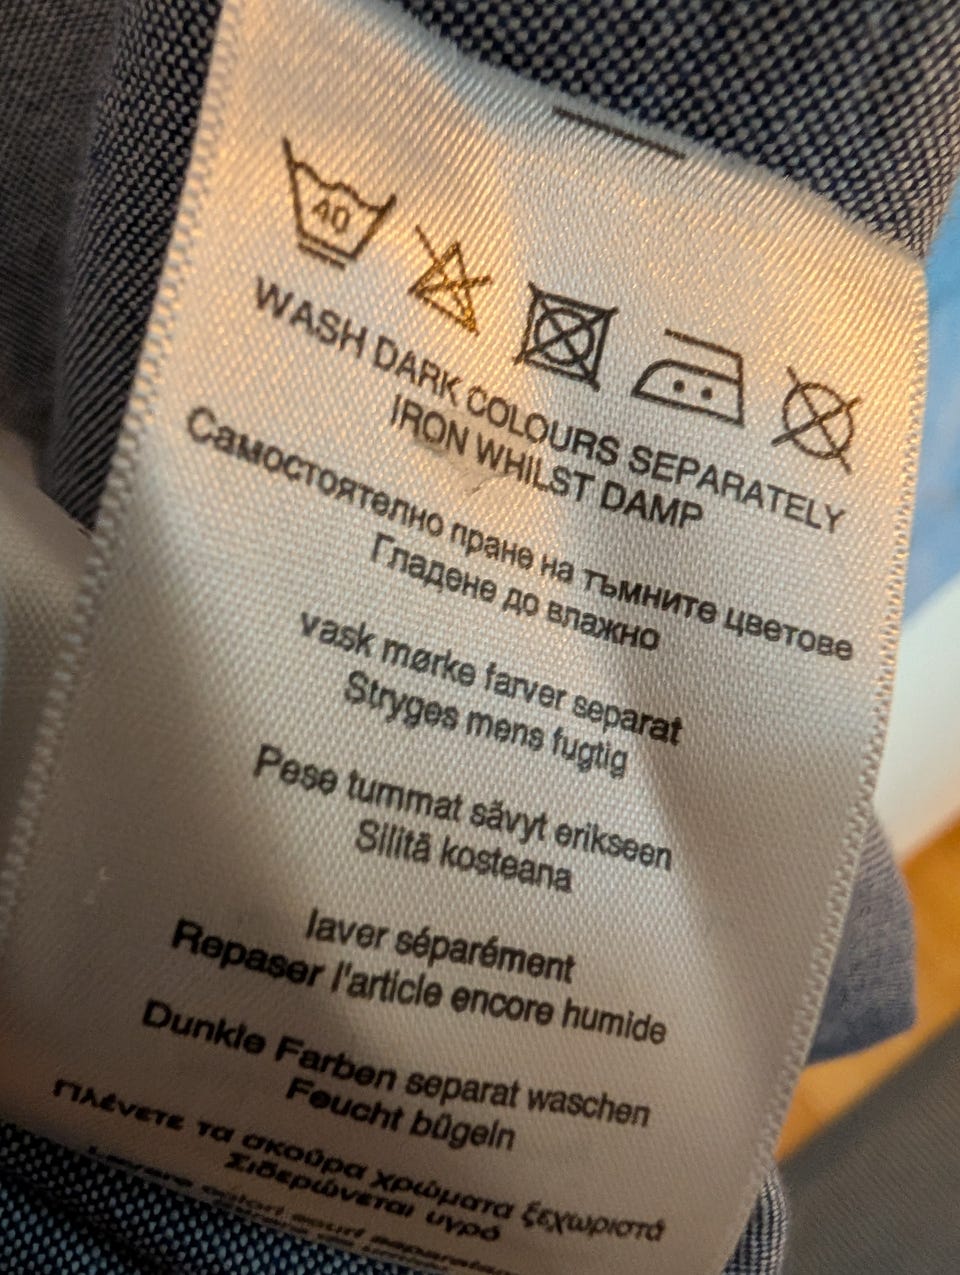 40
WASH DARK COLOURS SEPARATELY
IRON WHILST DAMP
Самостоятелно пране на тъмните цветове
Гладене до влажно
vask mørke farver separat
Stryges mens fugtig
Pese tummat sävyt erikseen
Silitä kosteana
laver séparément
Repaser l'article encore humide
Dunkle Farben separat waschen
Feucht bügeln
Πλένετε τα σκούρα χρώματα ξεχωριστά
Σιδερώνεται υγρό